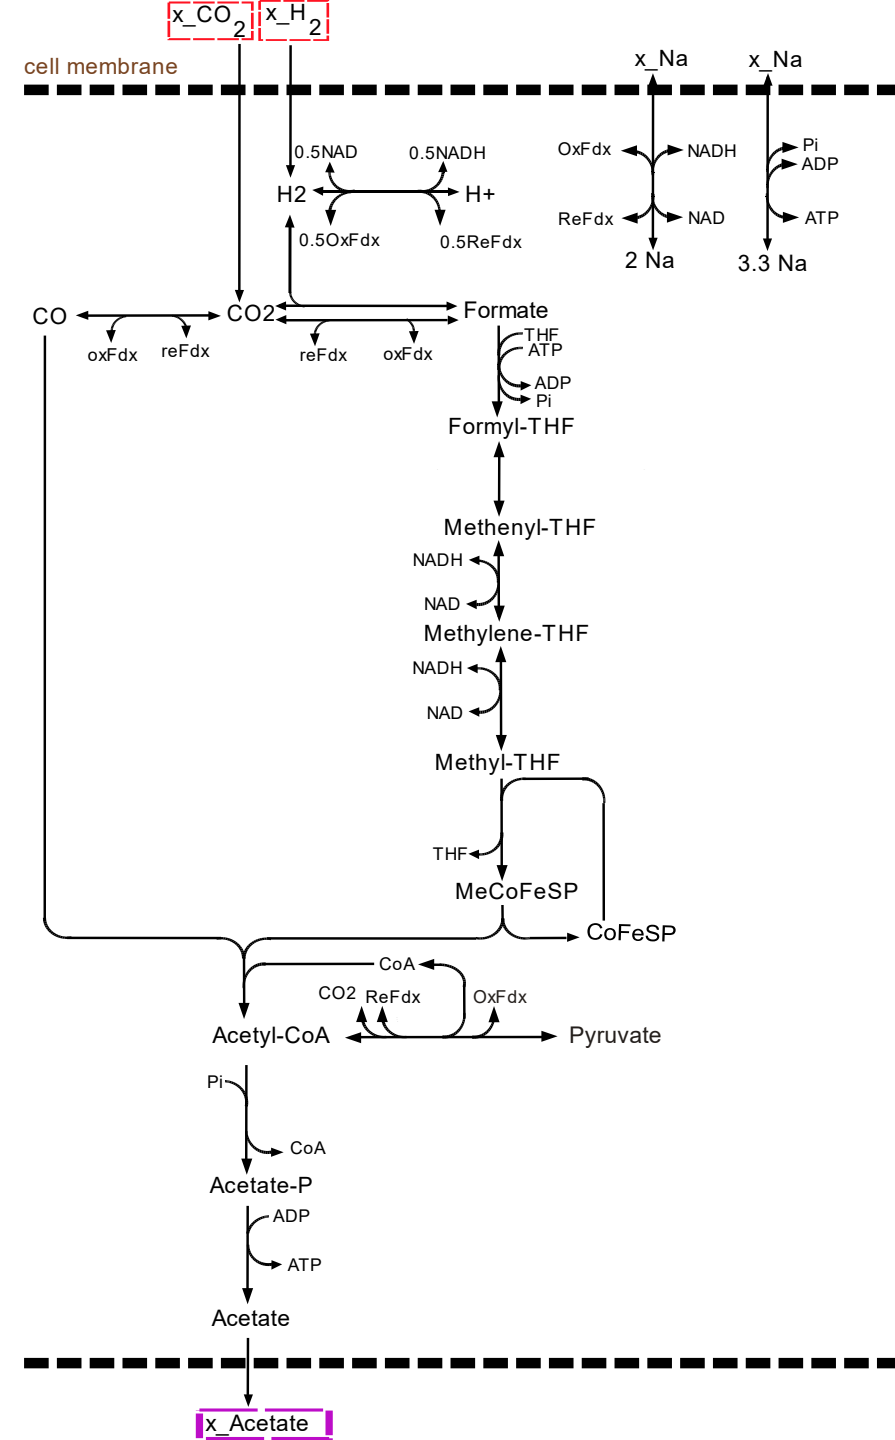 x_CO2 x_H2
cell membrane
x_Na x_Na
0.5NAD 0.5NADH
H2 H+
0.5OxFdx 0.5ReFdx
OxFdx NADH
ReFdx NAD
2 Na
Pi
ADP
ATP
3.3 Na
CO CO2 Formate
oxFdx reFdx reFdx oxFdx
THF
ATP
ADP
Pi
Formyl-THF
Methenyl-THF
NADH
NAD
Methylene-THF
NADH
NAD
Methyl-THF
THF
MeCoFeSP
CoFeSP
CoA
CO2 ReFdx OxFdx
Acetyl-CoA Pyruvate
Pi
CoA
Acetate-P
ADP
ATP
Acetate
x_Acetate